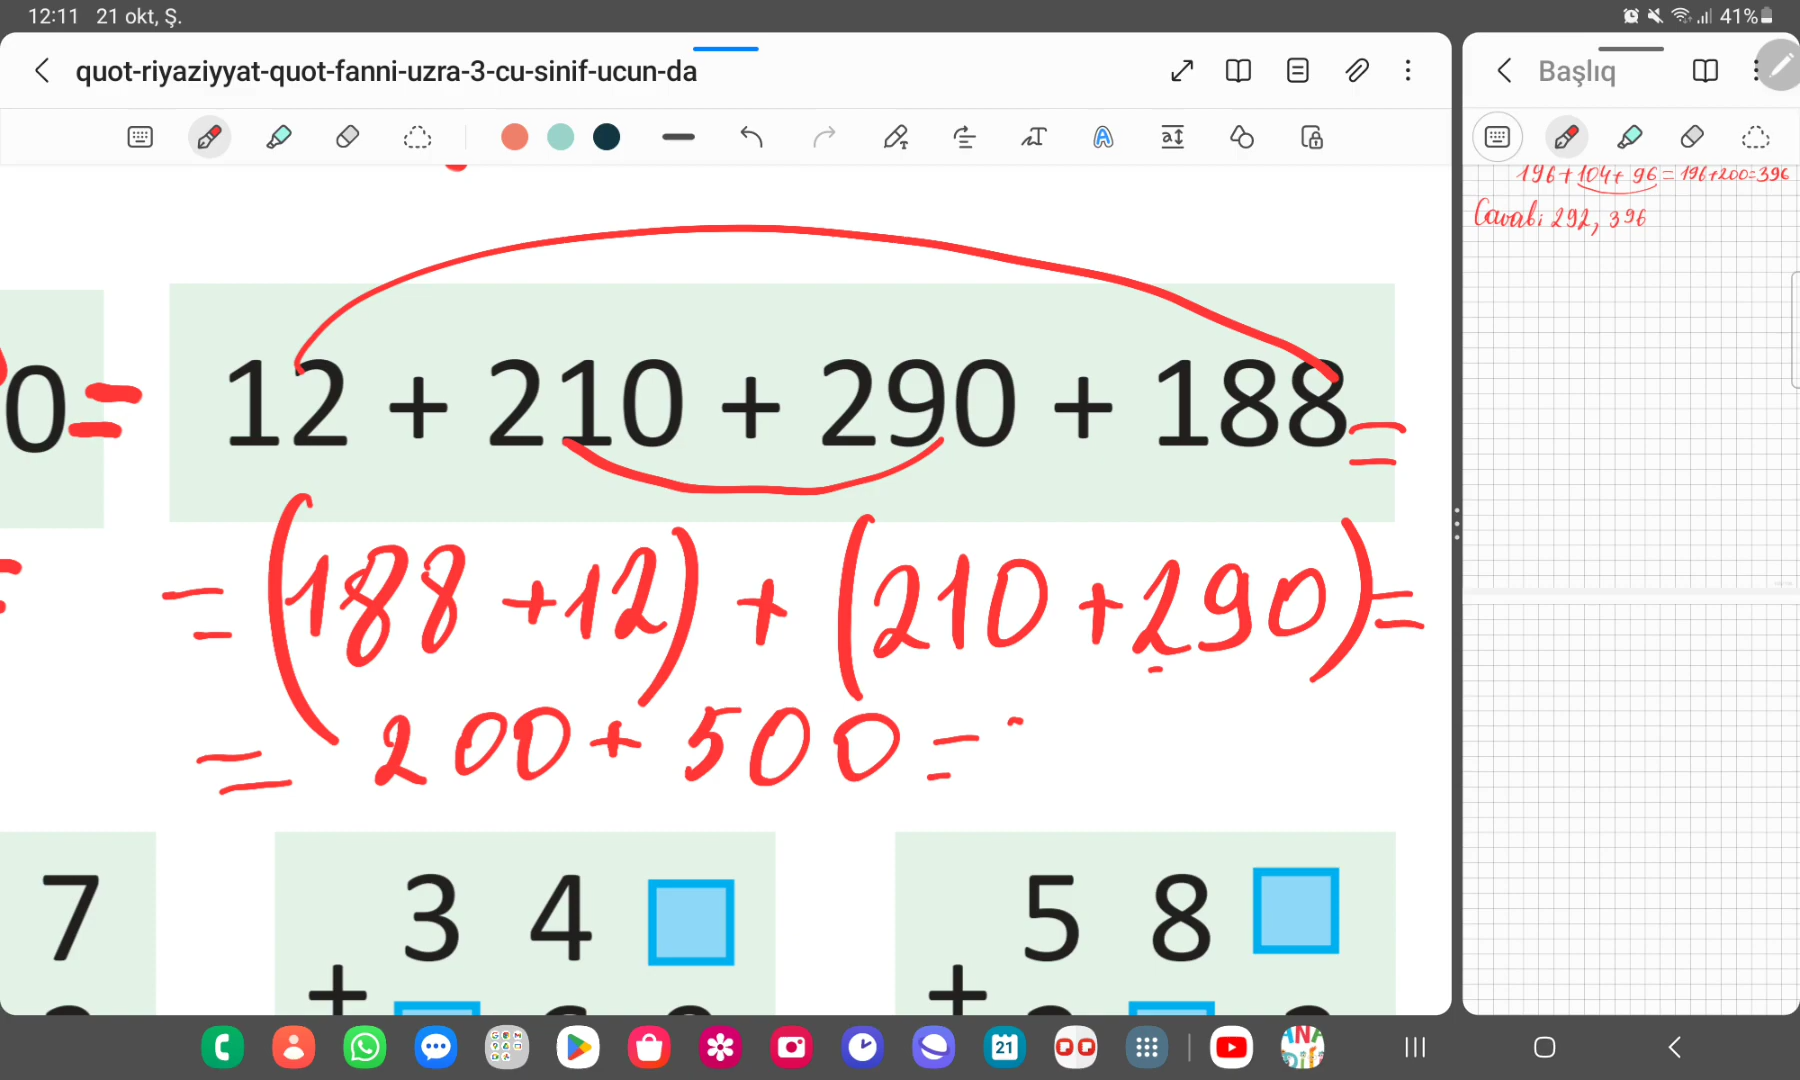 12:11 21 okt, Ş.
41%
quot-riyaziyyat-quot-fanni-uzra-3-cu-sinif-ucun-da
Başlıq
196+104+96=196+200=396
Cavab: 292, 396
0=
12 + 210 + 290 + 188=
=(188+12)+(210+290)=
=200+500=
7
3 4
+
5 8
+
21